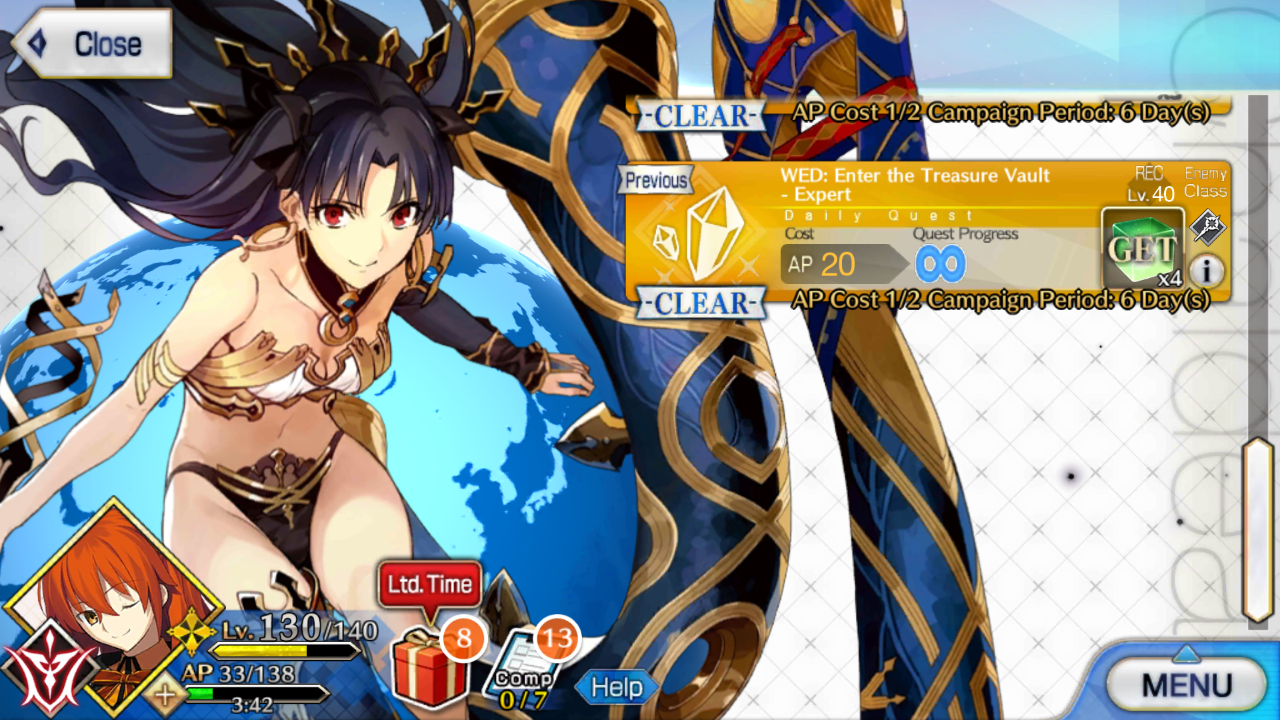 Close
-CLEAR-
AP Cost 1/2 Campaign Period: 6 Day(s)
Previous
WED: Enter the Treasure Vault
- Expert
REC
Lv. 40
Enemy
Class
Daily Quest
Cost
Quest Progress
AP 20
GET
x4
i
-CLEAR-
AP Cost 1/2 Campaign Period: 6 Day(s)
Ltd. Time
Lv. 130/140
8
13
AP 33/138
3:42
Comp
0/7
Help
MENU